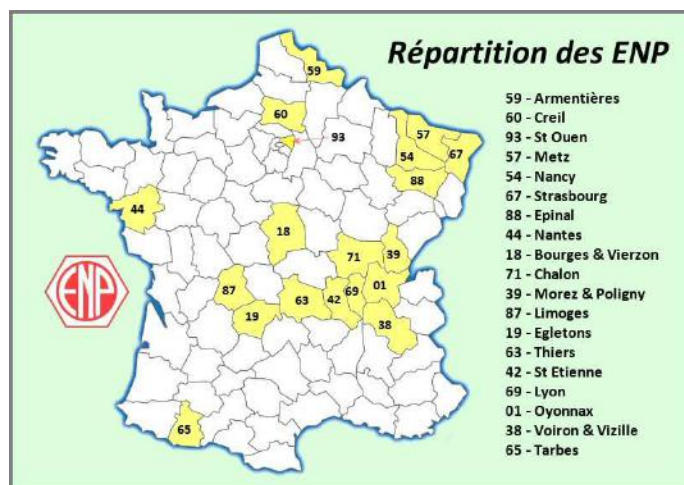 Répartition des ENP
59 - Armentières
60 - Creil
93 - St Ouen
57 - Metz
54 - Nancy
67 - Strasbourg
88 - Epinal
44 - Nantes
18 - Bourges & Vierzon
71 - Chalon
39 - Morez & Poligny
87 - Limoges
19 - Egletons
63 - Thiers
42 - St Etienne
69 - Lyon
01 - Oyonnax
38 - Voiron & Vizille
65 - Tarbes
59
60
93
57
54
67
88
44
18
71
39
87
19
63
42
69
01
38
65
ENP